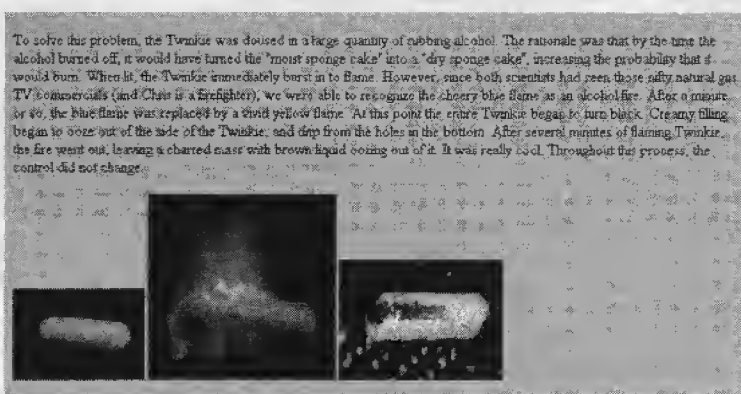 To solve this problem, the Twinkie was doused in a large quantity of rubbing alcohol. The rationale was that by the time the
alcohol burned off, it would have turned the "moist sponge cake" into a "dry sponge cake", increasing the probability that it
would burn. When lit, the Twinkie immediately burst in to flame. However, since both scientists had seen those nifty natural gas
TV commercials (and Chris is a firefighter), we were able to recognize the cheery blue flame as an alcohol fire. After a minute
or so, the blue flame was replaced by a vivid yellow flame. At this point the entire Twinkie began to turn black. Creamy filling
began to ooze out of the side of the Twinkie, and drip from the holes in the bottom. After several minutes of flaming Twinkie,
the fire went out, leaving a charred mass with brown liquid oozing out of it. It was really cool. Throughout this process, the
control did not change.